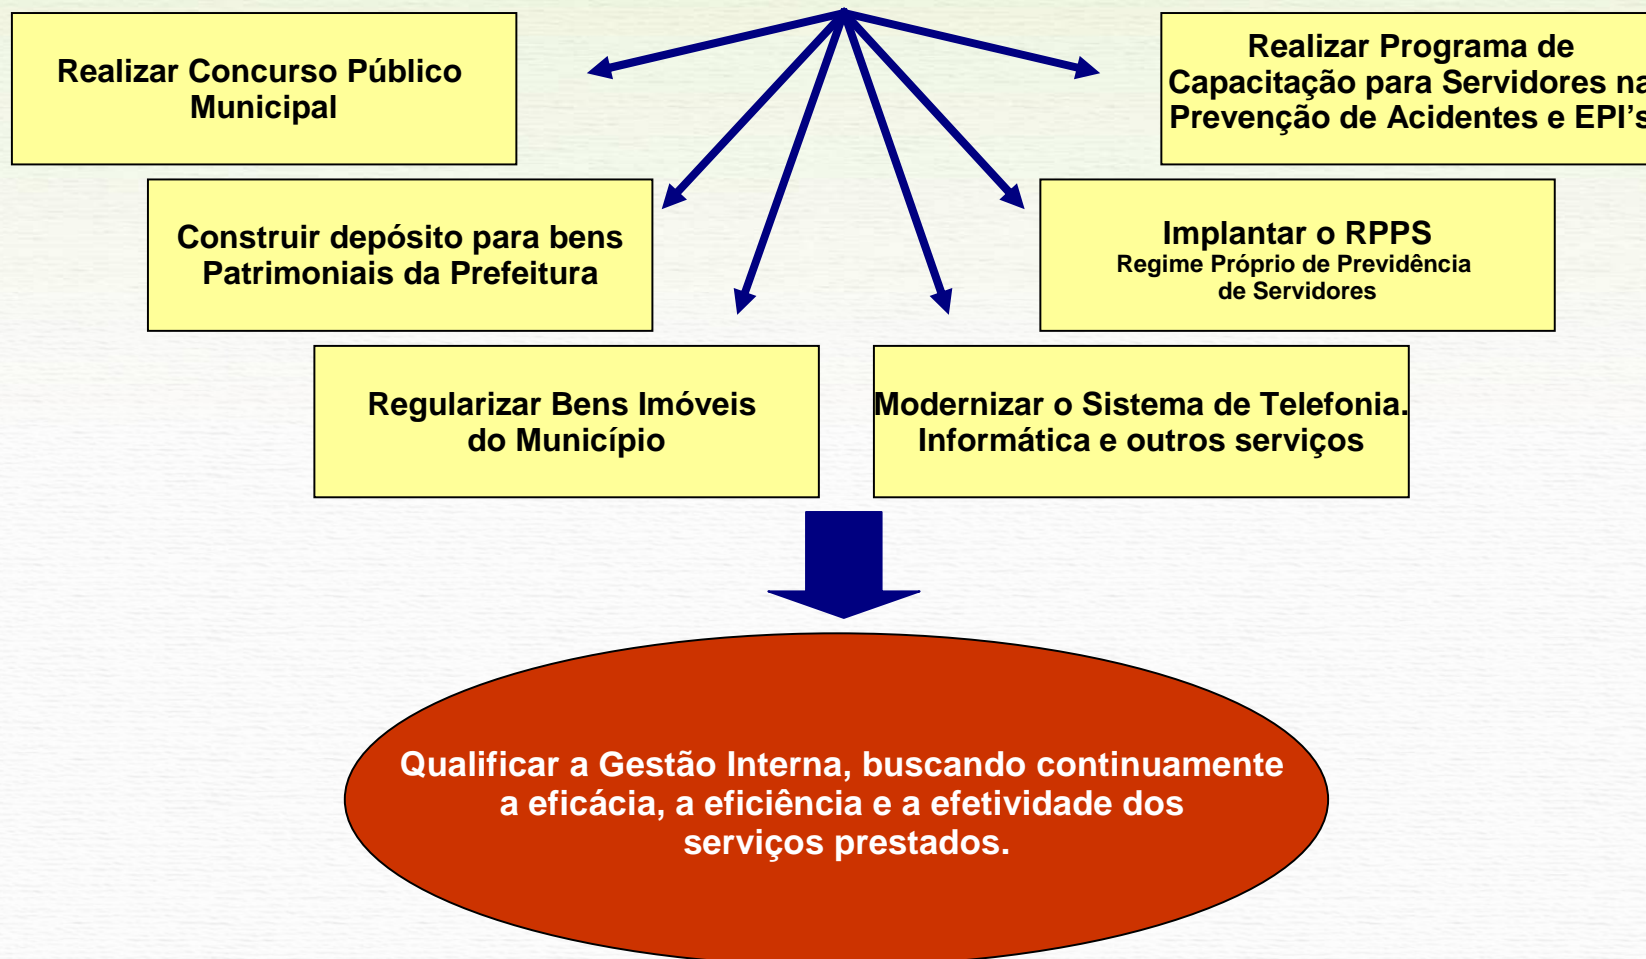 Realizar Concurso Público
Municipal
Realizar Programa de
Capacitação para Servidores na
Prevenção de Acidentes e EPI's
Construir depósito para bens
Patrimoniais da Prefeitura
Implantar o RPPS
Regime Próprio de Previdência
de Servidores
Regularizar Bens Imóveis
do Município
Modernizar o Sistema de Telefonia.
Informática e outros serviços
Qualificar a Gestão Interna, buscando continuamente
a eficácia, a eficiência e a efetividade dos
serviços prestados.